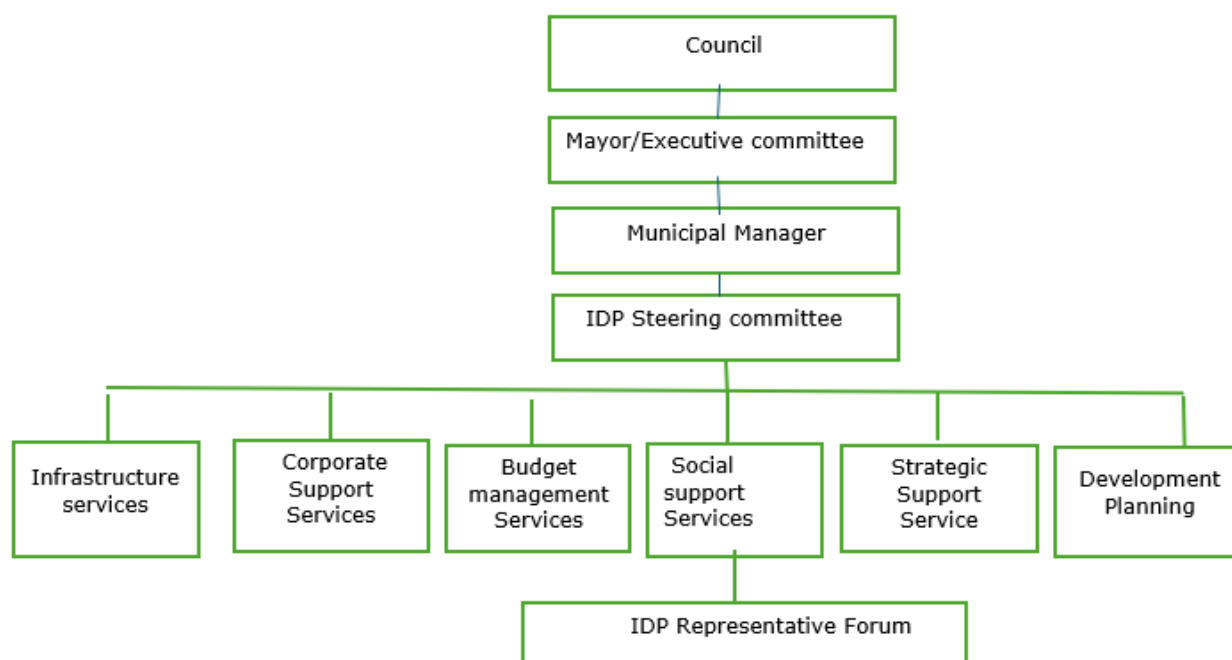 Council
Mayor/Executive committee
Municipal Manager
IDP Steering committee
Infrastructure
services
Corporate
Support
Services
Budget
management
Services
Social
support
Services
Strategic
Support
Service
Development
Planning
IDP Representative Forum